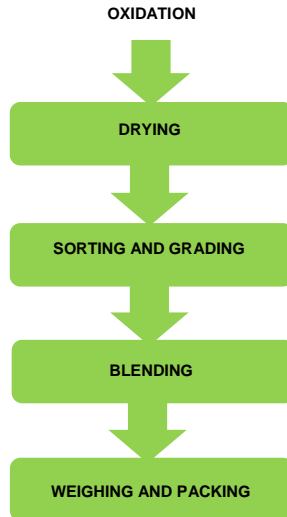 OXIDATION
DRYING
SORTING AND GRADING
BLENDING
WEIGHING AND PACKING